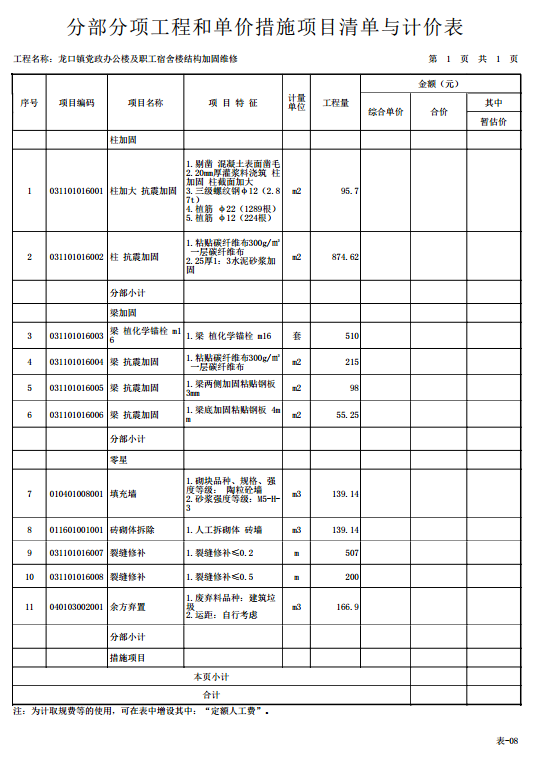 分部分项工程和单价措施项目清单与计价表
工程名称：龙口镇党政办公楼及职工宿舍楼结构加固维修 第 1 页 共 1 页
序号 项目编码 项目名称 项 目 特 征 计量单位 工程量 金额（元）
综合单价 合价 其中
暂估价
柱加固
1 031101016001 柱加大 抗震加固 1.剔凿 混凝土表面凿毛
2.20mm厚灌浆料浇筑 柱
加固 柱截面加大
3.三级螺纹钢φ12（2.8
7t）
4.植筋 φ22（1289根）
5.植筋 φ12（224根） m2 95.7
2 031101016002 柱 抗震加固 1.粘贴碳纤维布300g/㎡
一层碳纤维布
2.25厚1：3水泥砂浆加
固 m2 874.62
分部小计
梁加固
3 031101016003 梁 植化学锚栓 m1
6 1.梁 植化学锚栓 m16 套 510
4 031101016004 梁 抗震加固 1.粘贴碳纤维布300g/㎡
一层碳纤维布 m2 215
5 031101016005 梁 抗震加固 1.梁两侧加固粘贴钢板
3mm m2 98
6 031101016006 梁 抗震加固 1.梁底加固粘贴钢板 4m
m m2 55.25
分部小计
零星
7 010401008001 填充墙 1.砌块品种、规格、强
度等级： 陶粒砼墙
2.砂浆强度等级：M5-H-
3 m3 139.14
8 011601001001 砖砌体拆除 1.人工拆砌体 砖墙 m3 139.14
9 031101016007 裂缝修补 1.裂缝修补≤0.2 m 507
10 031101016008 裂缝修补 1.裂缝修补≤0.5 m 200
11 040103002001 余方弃置 1.废弃料品种：建筑垃
圾
2.运距：自行考虑 m3 166.9
分部小计
措施项目
本页小计
合计
注：为计取规费等的使用，可在表中增设其中：“定额人工费”。
表-08